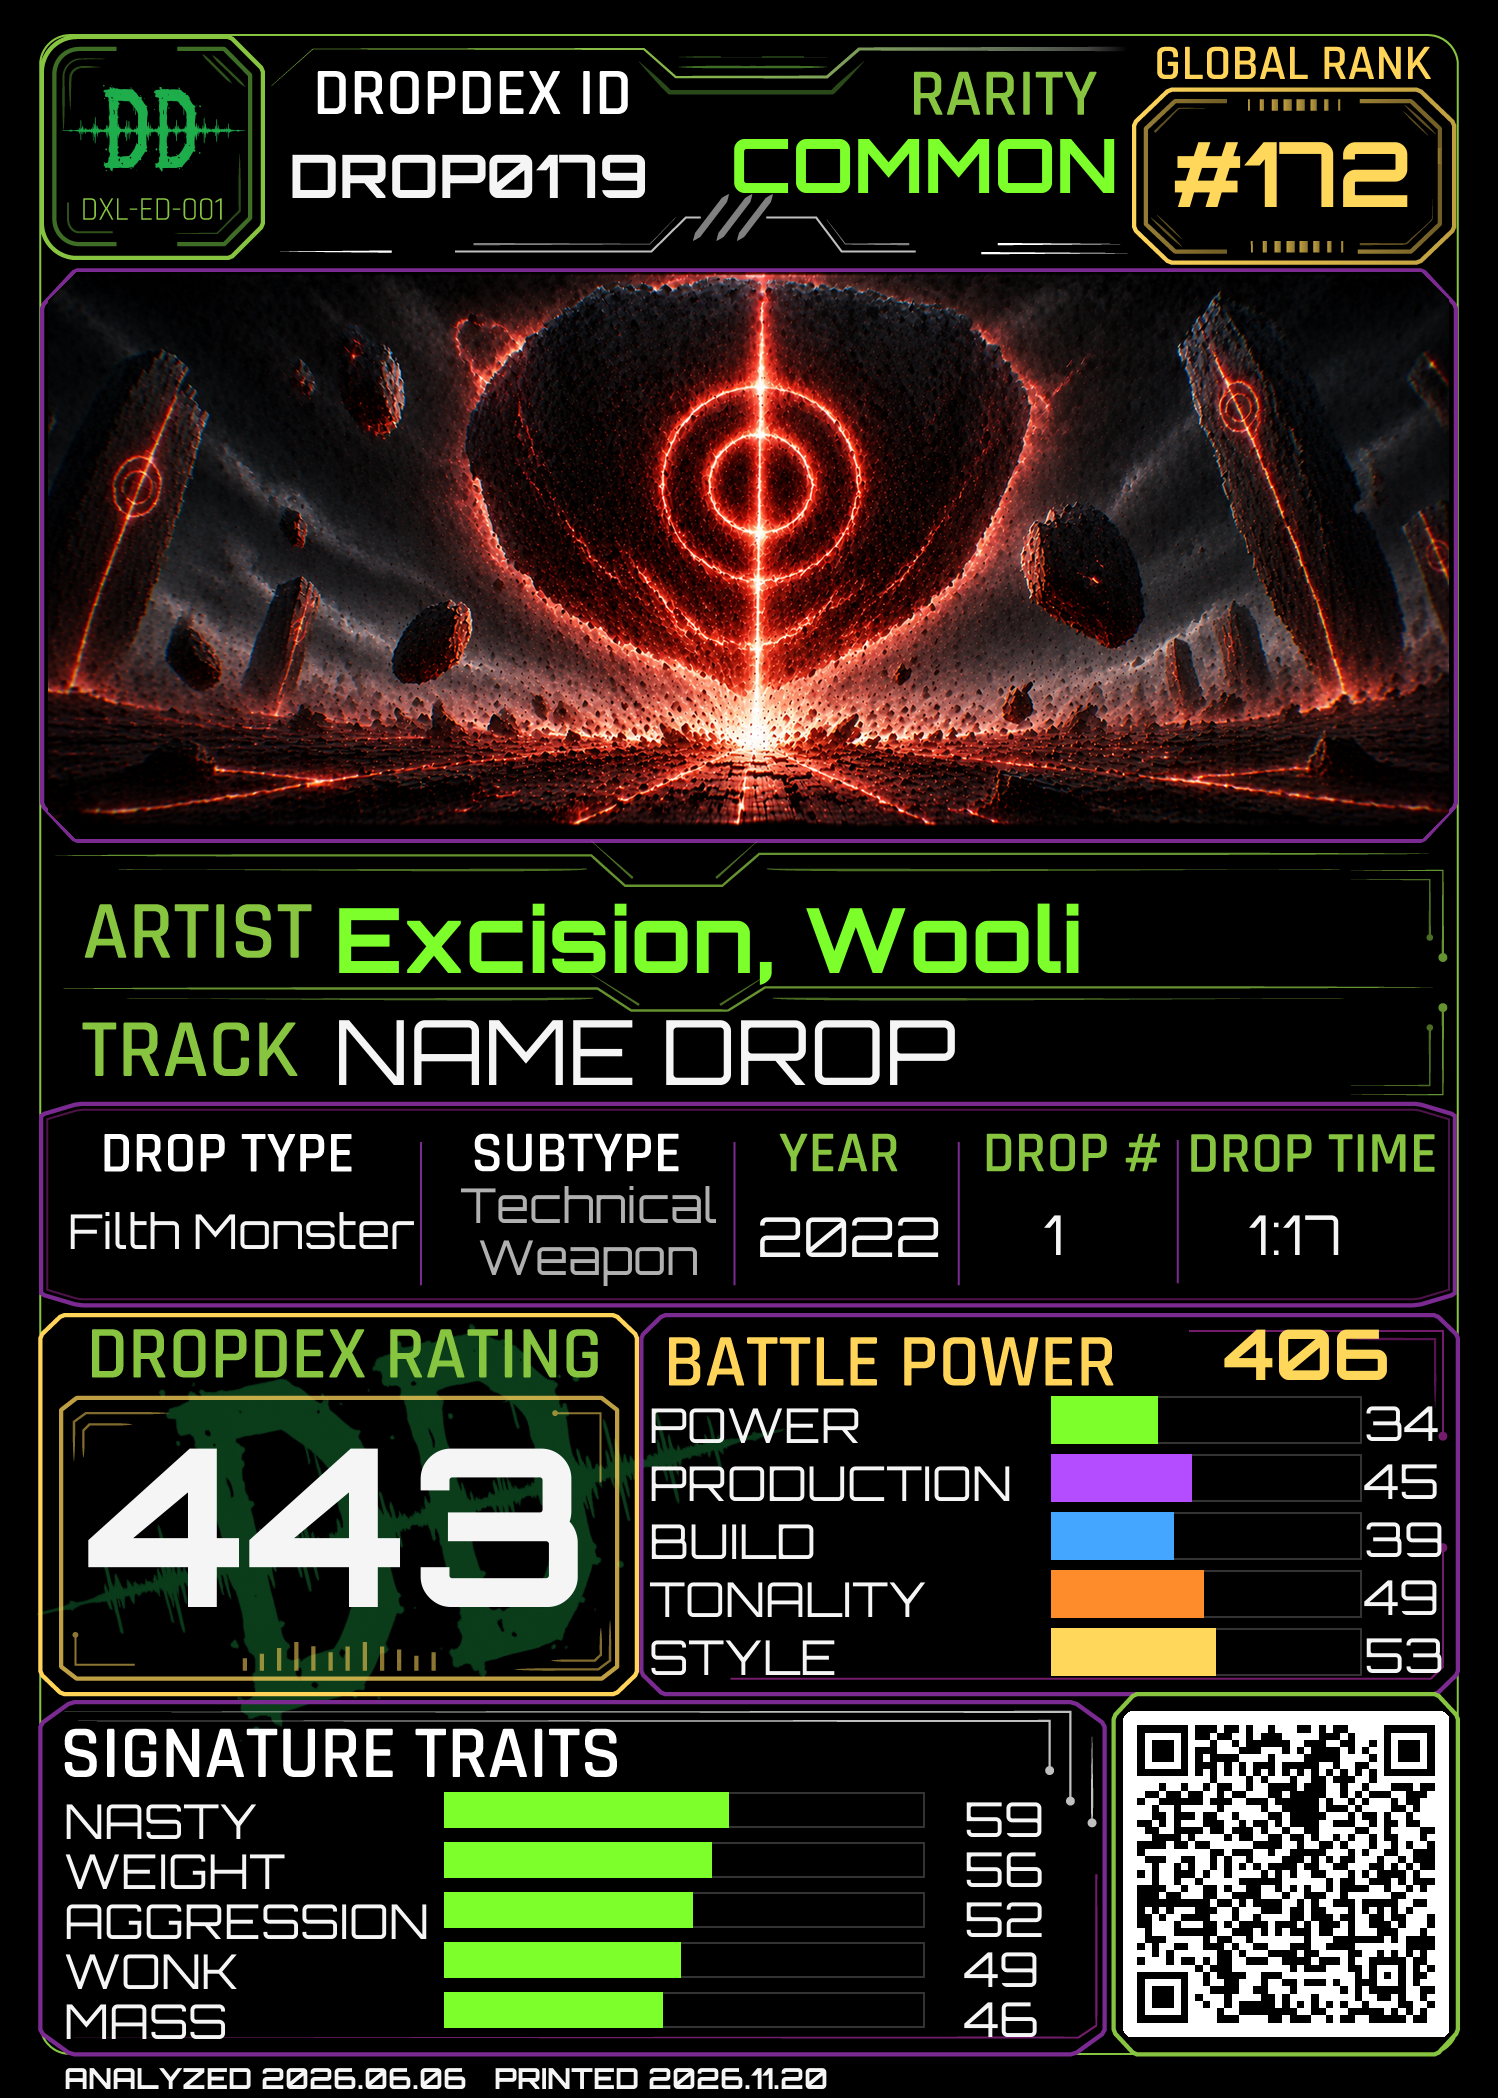 DD
DXL-ED-001
DROPDEX ID
DROP0179
RARITY
COMMON
GLOBAL RANK
#172
ARTIST Excision, Wooli
TRACK NAME DROP
DROP TYPE
Filth Monster
SUBTYPE
Technical
Weapon
YEAR
2022
DROP #
1
DROP TIME
1:17
DROPDEX RATING
443
BATTLE POWER 406
POWER 34
PRODUCTION 45
BUILD 39
TONALITY 49
STYLE 53
SIGNATURE TRAITS
NASTY 59
WEIGHT 56
AGGRESSION 52
WONK 49
MASS 46
ANALYZED 2026.06.06 PRINTED 2026.11.20